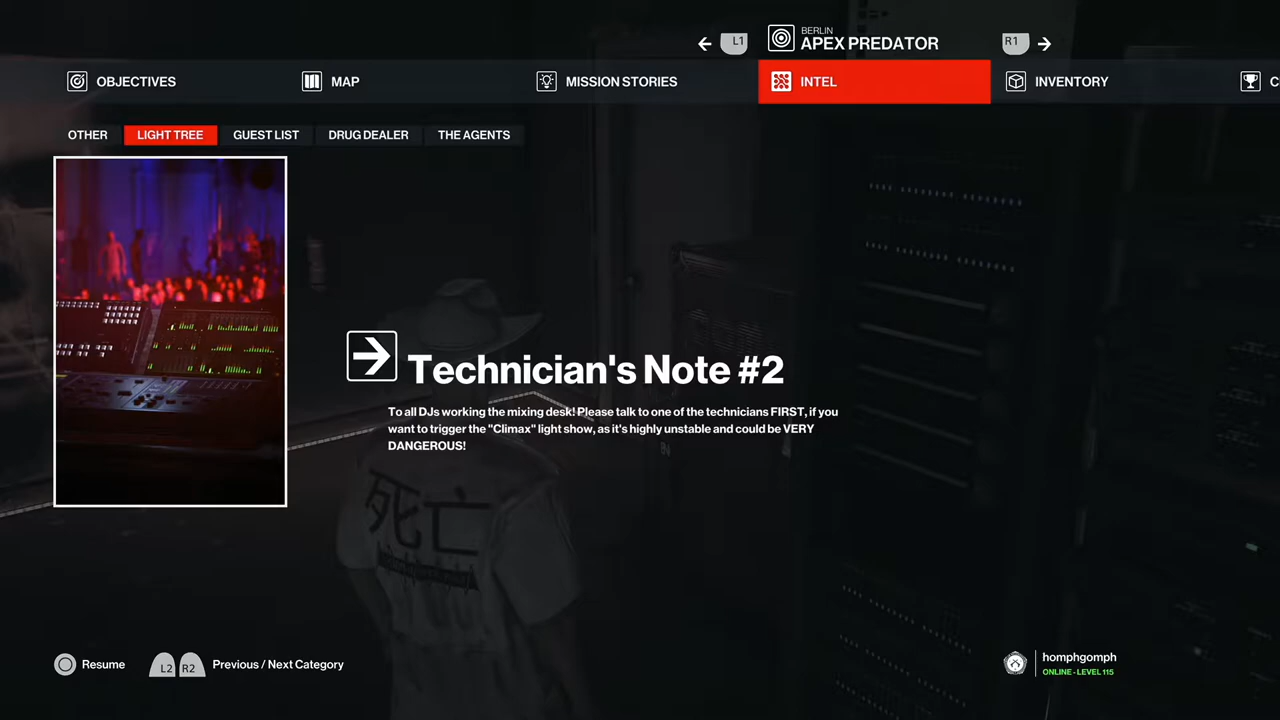 BERLIN
L1 APEX PREDATOR R1
OBJECTIVES MAP MISSION STORIES INTEL INVENTORY C
OTHER LIGHT TREE GUEST LIST DRUG DEALER THE AGENTS
Technician's Note #2
To all DJs working the mixing desk! Please talk to one of the technicians FIRST, if you
want to trigger the "Climax" light show, as it's highly unstable and could be VERY
DANGEROUS!
死亡
Resume L2 R2 Previous / Next Category
homphgomph
ONLINE - LEVEL 115